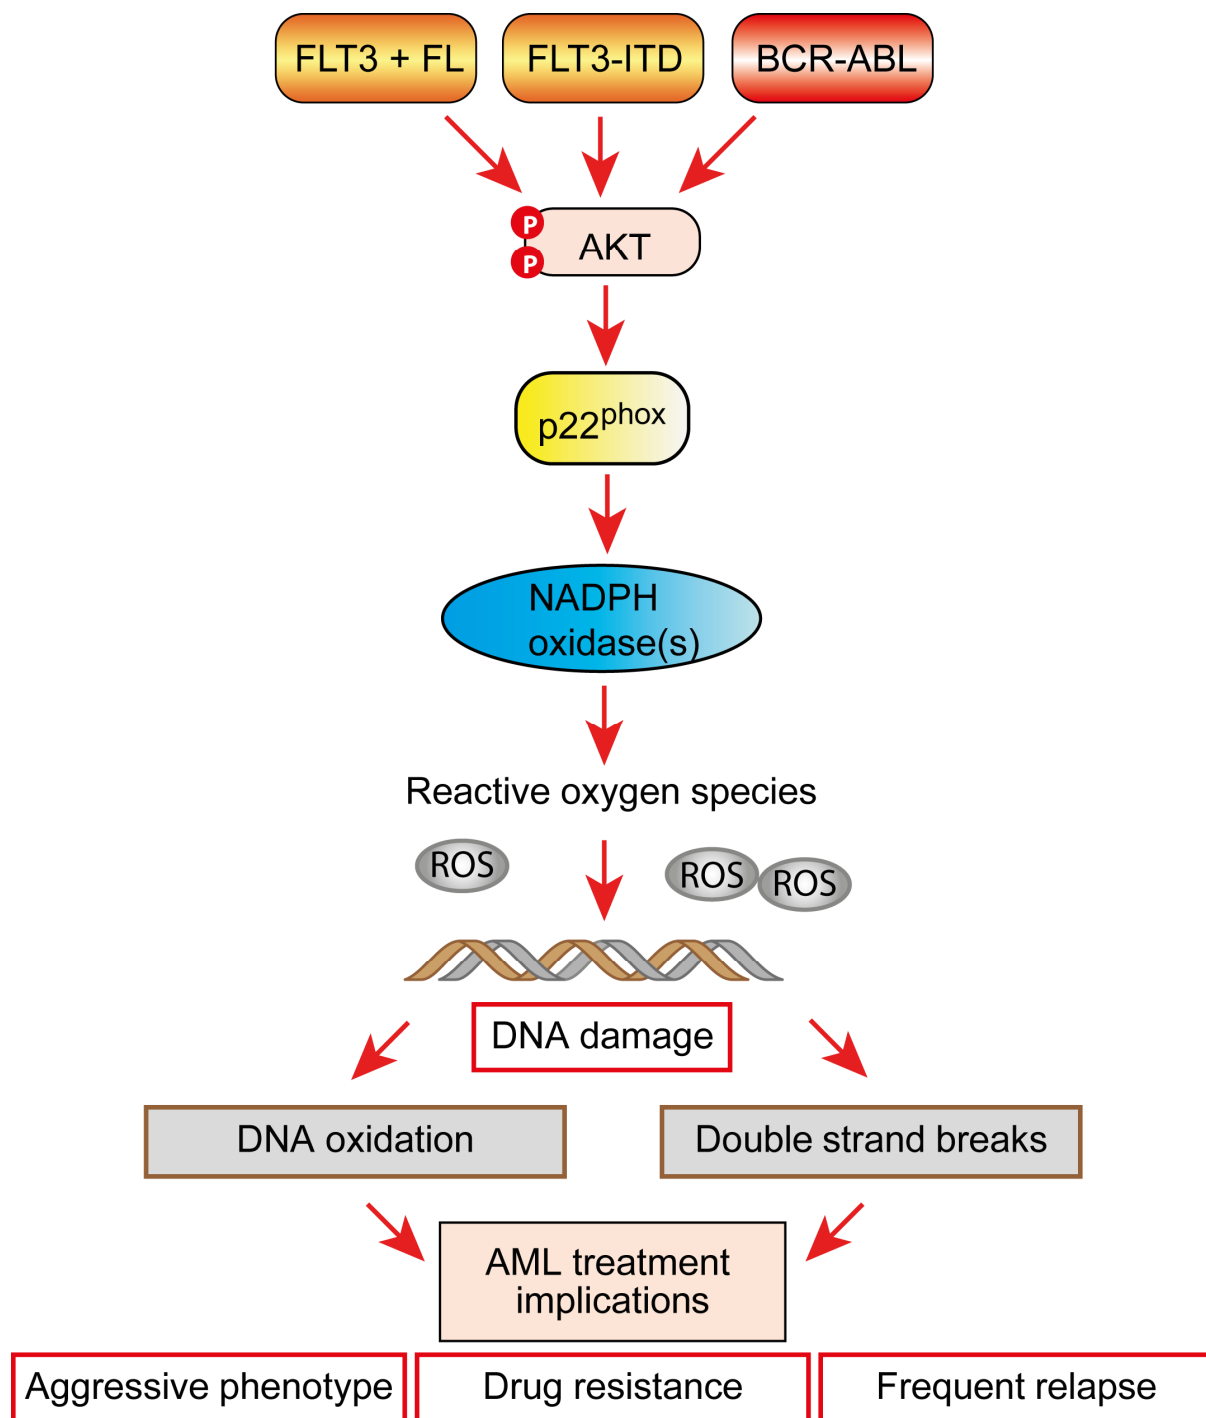 FLT3 + FL
FLT3-ITD
BCR-ABL
P
P
AKT
p22phox
NADPH
oxidase(s)
Reactive oxygen species
ROS
ROS
ROS
DNA damage
DNA oxidation
Double strand breaks
AML treatment
implications
Aggressive phenotype
Drug resistance
Frequent relapse